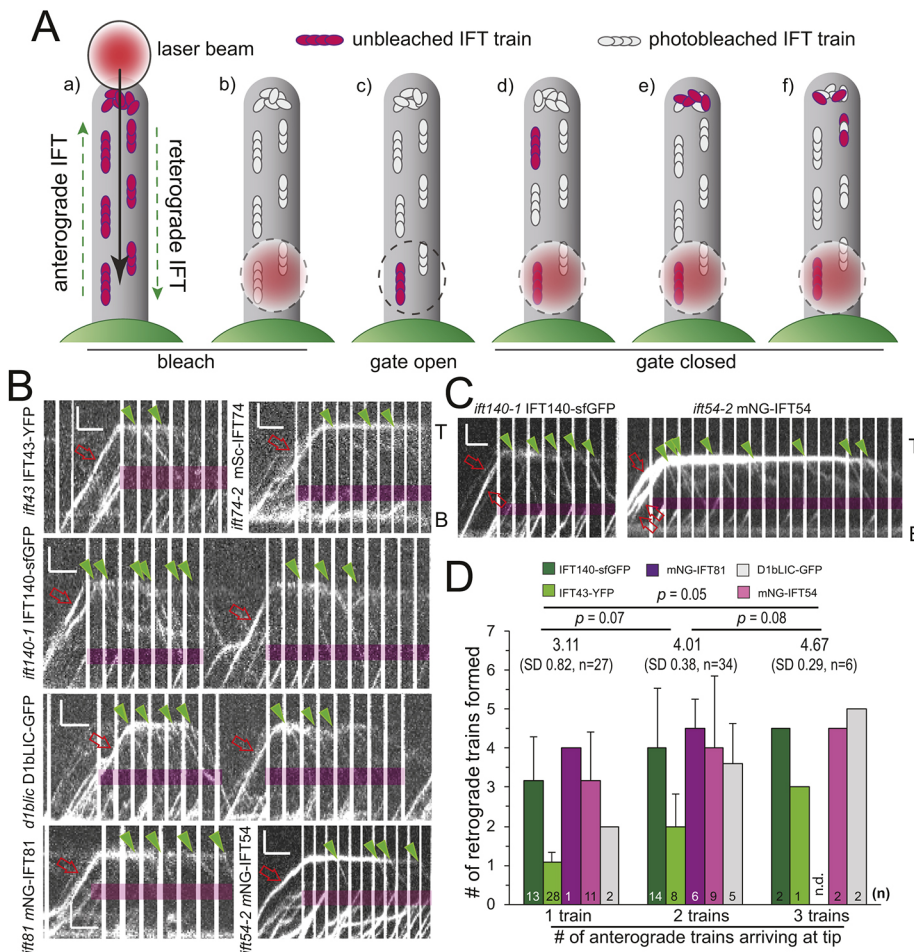 A
laser beam
unbleached IFT train
photobleached IFT train
a)
b)
c)
d)
e)
f)
anterograde IFT
reterograde IFT
bleach
gate open
gate closed
B
ift43 IFT43-YFP
ift74-2 mSc-IFT74
T
B
ift140-1 IFT140-sfGFP
d1blic D1bLIC-GFP
ift81 mNG-IFT81
ift54-2 mNG-IFT54
C
ift140-1 IFT140-sfGFP
ift54-2 mNG-IFT54
D
IFT140-sfGFP
mNG-IFT81
D1bLIC-GFP
IFT43-YFP
mNG-IFT54
p = 0.05
p = 0.07
p = 0.08
3.11
(SD 0.82, n=27)
4.01
(SD 0.38, n=34)
4.67
(SD 0.29, n=6)
# of retrograde trains formed
7
6
5
4
3
2
1
0
13
28
1
11
2
14
8
6
9
5
2
1
n.d.
2
2
(n)
1 train
2 trains
3 trains
# of anterograde trains arriving at tip